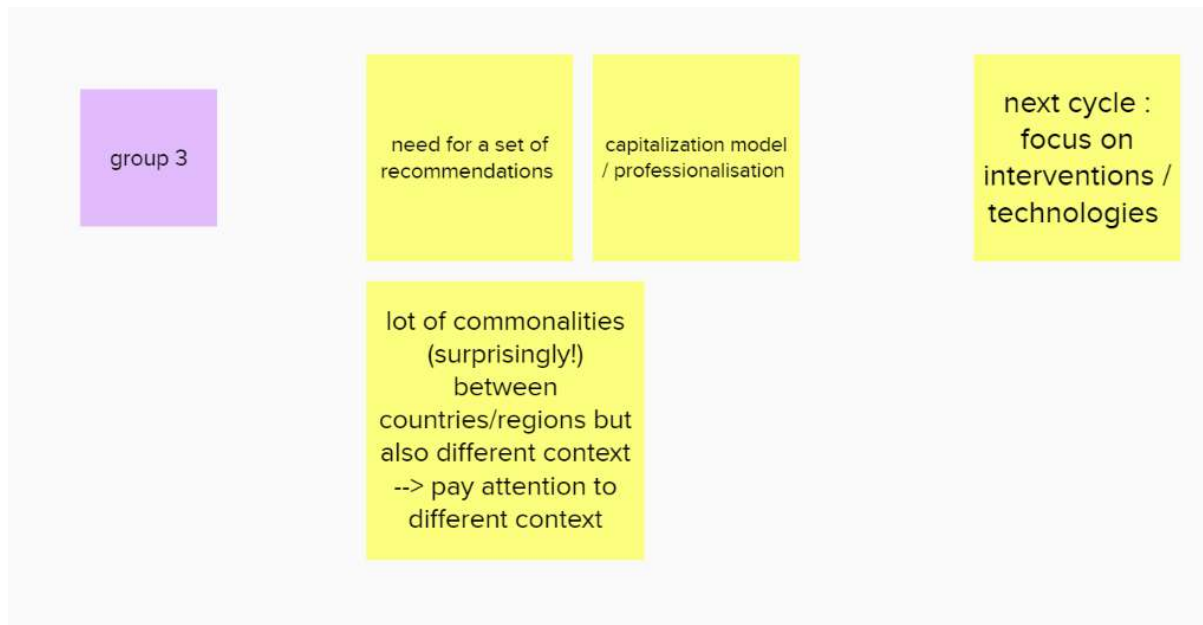 group 3
need for a set of
recommendations
capitalization model
/ professionalisation
next cycle :
focus on
interventions /
technologies
lot of commonalities
(surprisingly!)
between
countries/regions but
also different context
--> pay attention to
different context